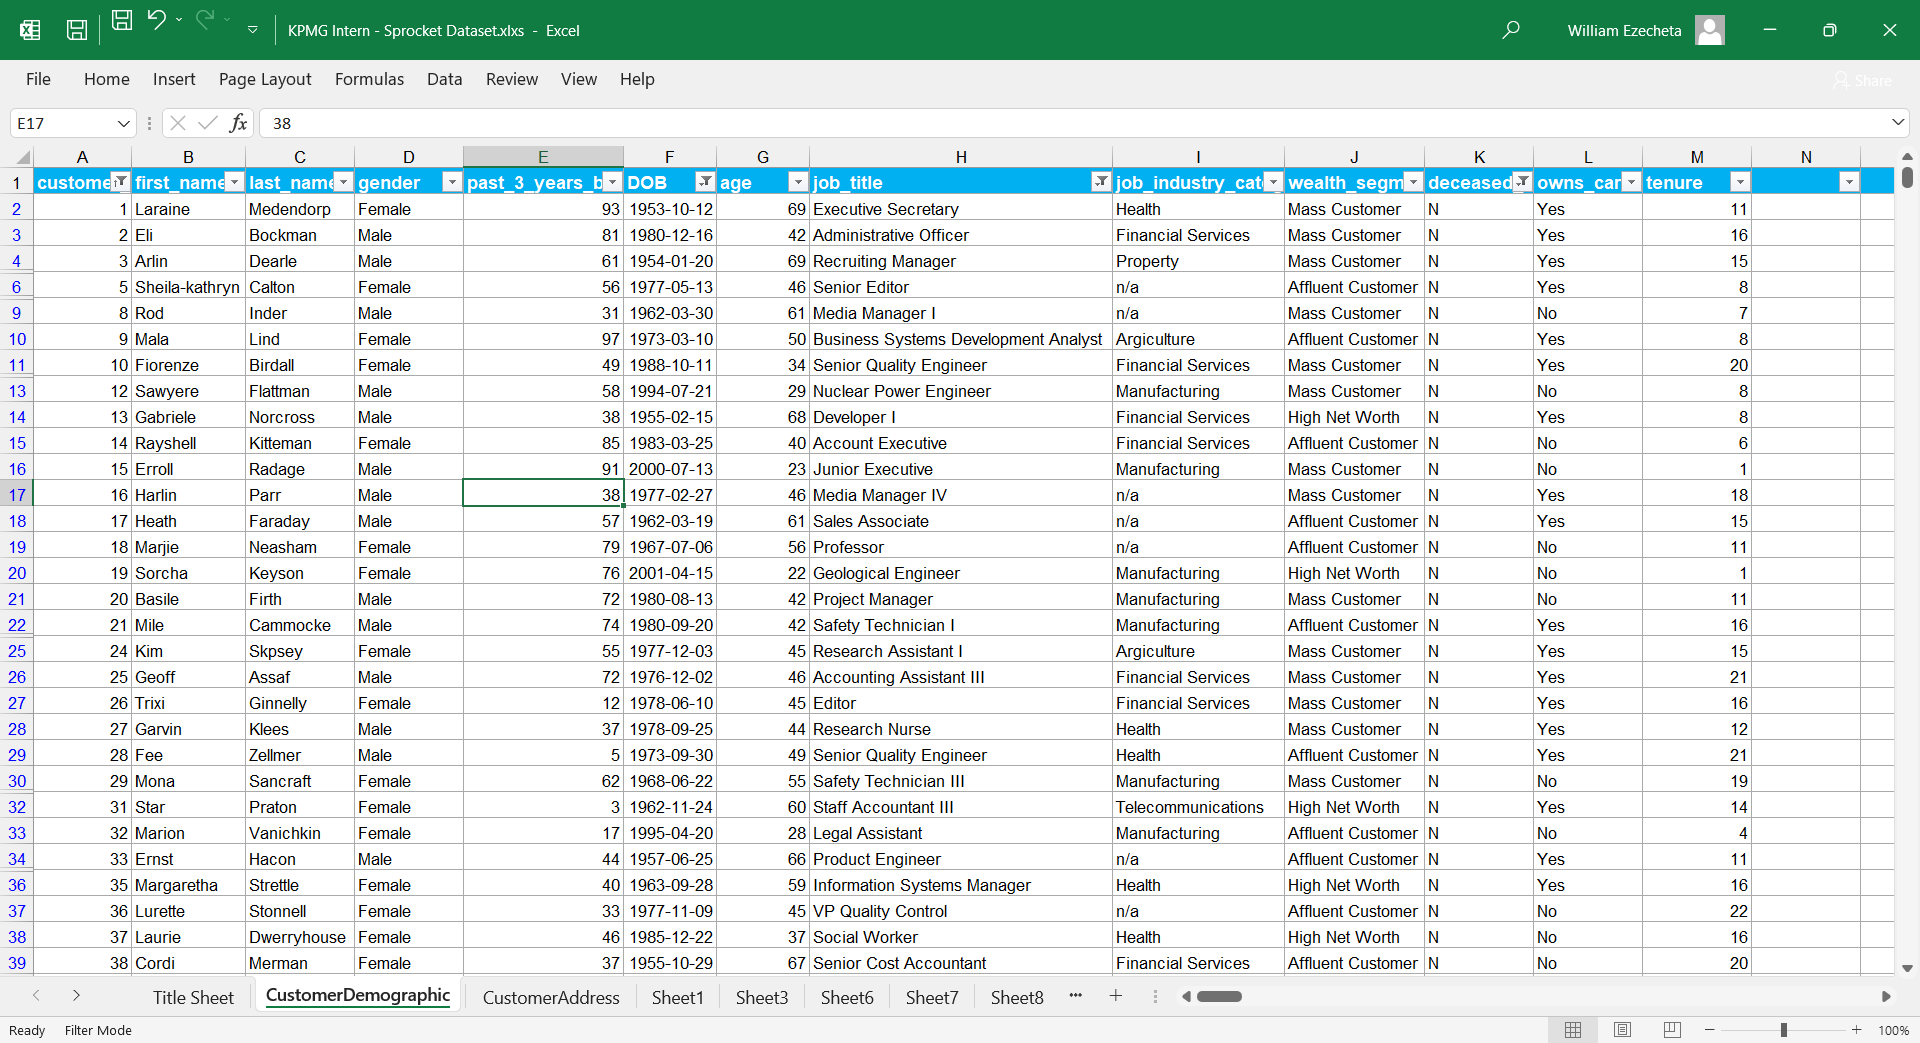 KPMG Intern - Sprocket Dataset.xlxs - Excel
William Ezecheta
File Home Insert Page Layout Formulas Data Review View Help Share
E17 fx 38
A B C D E F G H I J K L M N
1 custome first_name last_name gender past_3_years_b DOB age job_title job_industry_cat wealth_segm deceased_ owns_car tenure
2 1 Laraine Medendorp Female 93 1953-10-12 69 Executive Secretary Health Mass Customer N Yes 11
3 2 Eli Bockman Male 81 1980-12-16 42 Administrative Officer Financial Services Mass Customer N Yes 16
4 3 Arlin Dearle Male 61 1954-01-20 69 Recruiting Manager Property Mass Customer N Yes 15
6 5 Sheila-kathryn Calton Female 56 1977-05-13 46 Senior Editor n/a Affluent Customer N Yes 8
9 8 Rod Inder Male 31 1962-03-30 61 Media Manager I n/a Mass Customer N No 7
10 9 Mala Lind Female 97 1973-03-10 50 Business Systems Development Analyst Argiculture Affluent Customer N Yes 8
11 10 Fiorenze Birdall Female 49 1988-10-11 34 Senior Quality Engineer Financial Services Mass Customer N Yes 20
13 12 Sawyere Flattman Male 58 1994-07-21 29 Nuclear Power Engineer Manufacturing Mass Customer N No 8
14 13 Gabriele Norcross Male 38 1955-02-15 68 Developer I Financial Services High Net Worth N Yes 8
15 14 Rayshell Kitteman Female 85 1983-03-25 40 Account Executive Financial Services Affluent Customer N No 6
16 15 Erroll Radage Male 91 2000-07-13 23 Junior Executive Manufacturing Mass Customer N No 1
17 16 Harlin Parr Male 38 1977-02-27 46 Media Manager IV n/a Mass Customer N Yes 18
18 17 Heath Faraday Male 57 1962-03-19 61 Sales Associate n/a Affluent Customer N Yes 15
19 18 Marjie Neasham Female 79 1967-07-06 56 Professor n/a Affluent Customer N No 11
20 19 Sorcha Keyson Female 76 2001-04-15 22 Geological Engineer Manufacturing High Net Worth N No 1
21 20 Basile Firth Male 72 1980-08-13 42 Project Manager Manufacturing Mass Customer N No 11
22 21 Mile Cammocke Male 74 1980-09-20 42 Safety Technician I Manufacturing Affluent Customer N Yes 16
25 24 Kim Skpsey Female 55 1977-12-03 45 Research Assistant I Argiculture Mass Customer N Yes 15
26 25 Geoff Assaf Male 72 1976-12-02 46 Accounting Assistant III Financial Services Mass Customer N Yes 21
27 26 Trixi Ginnelly Female 12 1978-06-10 45 Editor Financial Services Mass Customer N Yes 16
28 27 Garvin Klees Male 37 1978-09-25 44 Research Nurse Health Mass Customer N Yes 12
29 28 Fee Zellmer Male 5 1973-09-30 49 Senior Quality Engineer Health Affluent Customer N Yes 21
30 29 Mona Sancraft Female 62 1968-06-22 55 Safety Technician III Manufacturing Mass Customer N No 19
32 31 Star Praton Female 3 1962-11-24 60 Staff Accountant III Telecommunications High Net Worth N Yes 14
33 32 Marion Vanichkin Female 17 1995-04-20 28 Legal Assistant Manufacturing Affluent Customer N No 4
34 33 Ernst Hacon Male 44 1957-06-25 66 Product Engineer n/a Affluent Customer N Yes 11
36 35 Margaretha Strettle Female 40 1963-09-28 59 Information Systems Manager Health High Net Worth N Yes 16
37 36 Lurette Stonnell Female 33 1977-11-09 45 VP Quality Control n/a Affluent Customer N No 22
38 37 Laurie Dwerryhouse Female 46 1985-12-22 37 Social Worker Health High Net Worth N No 16
39 38 Cordi Merman Female 37 1955-10-29 67 Senior Cost Accountant Financial Services Affluent Customer N No 20
Title Sheet CustomerDemographic CustomerAddress Sheet1 Sheet3 Sheet6 Sheet7 Sheet8 ...
Ready Filter Mode 100%